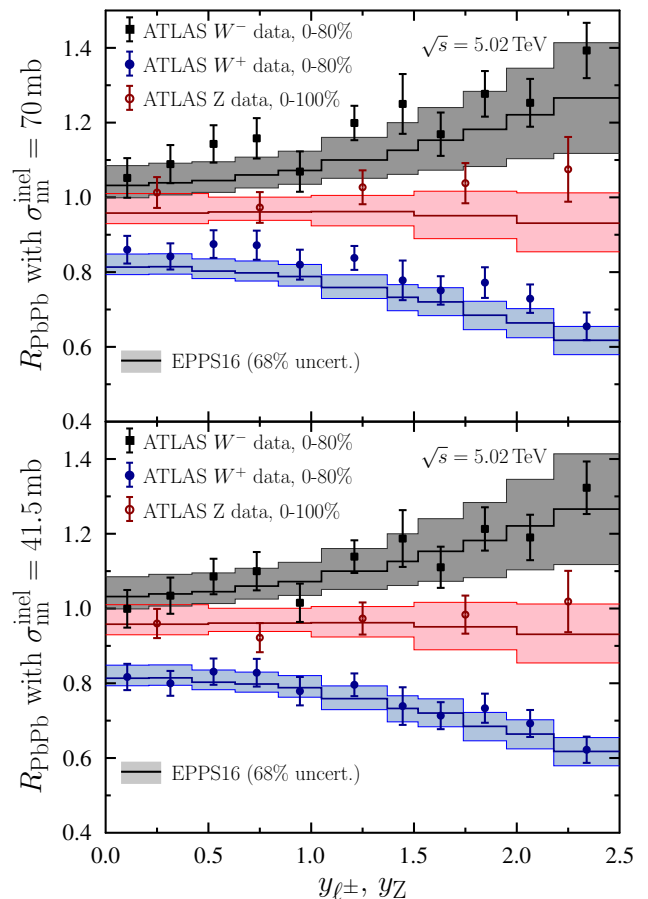 R_PbPb with σ_nn^inel = 70 mb
1.4
1.2
1.0
0.8
0.6
0.4
ATLAS W⁻ data, 0-80%
ATLAS W⁺ data, 0-80%
ATLAS Z data, 0-100%
√s = 5.02 TeV
EPPS16 (68% uncert.)
R_PbPb with σ_nn^inel = 41.5 mb
1.4
1.2
1.0
0.8
0.6
0.4
ATLAS W⁻ data, 0-80%
ATLAS W⁺ data, 0-80%
ATLAS Z data, 0-100%
√s = 5.02 TeV
EPPS16 (68% uncert.)
0.0 0.5 1.0 1.5 2.0 2.5
y_ℓ±, y_Z